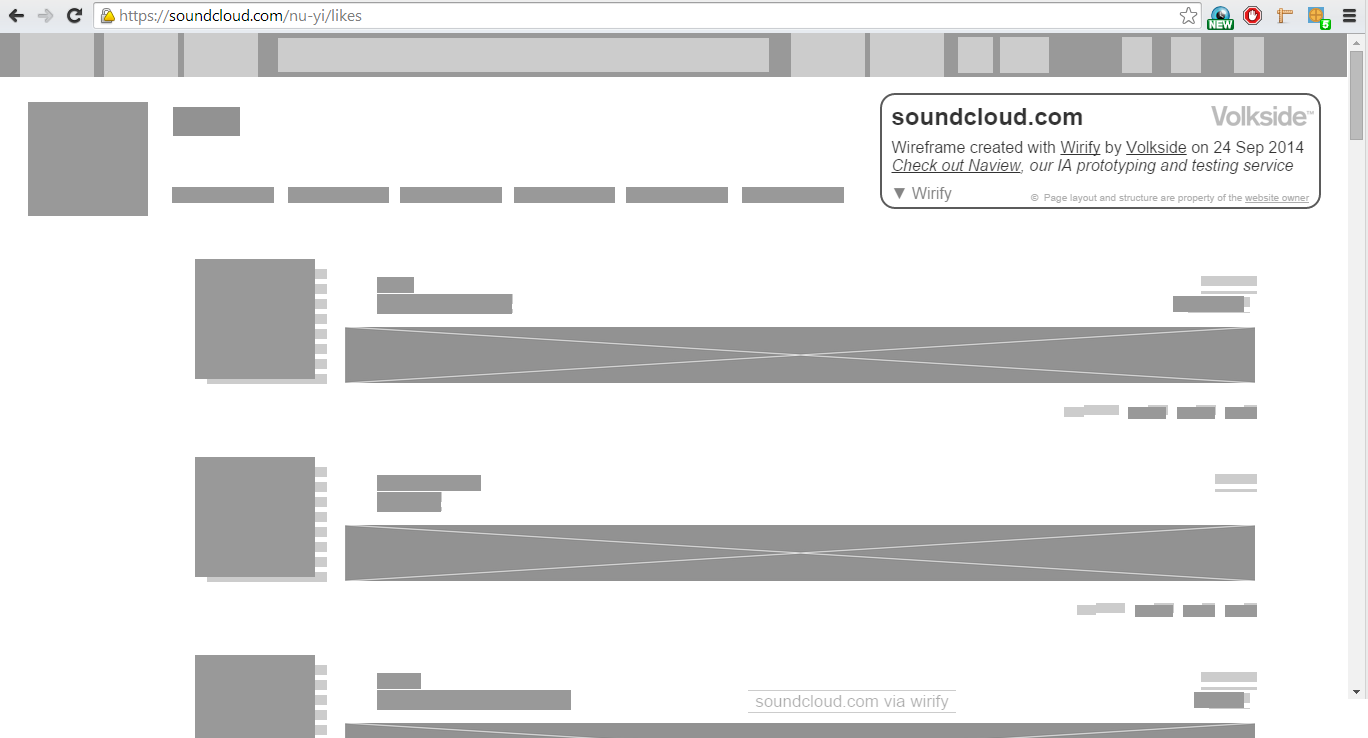 https://soundcloud.com/nu-yi/likes
NEW
5
soundcloud.com
Volkside™
Wireframe created with Wirify by Volkside on 24 Sep 2014
Check out Naview, our IA prototyping and testing service
▼ Wirify
© Page layout and structure are property of the website owner
soundcloud.com via wirify